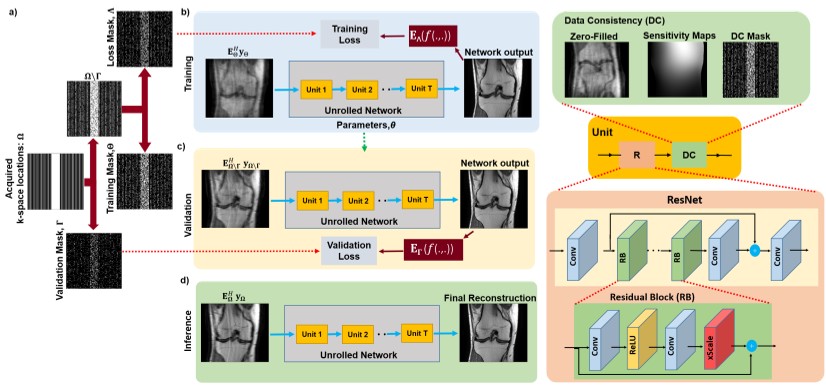 a)
Acquired
k-space locations: Ω
Ω\Γ
Loss Mask, Λ
Training Mask,Θ
Validation Mask, Γ
b)
Training
E_Θ^H y_Θ
Training
Loss
E_Λ(f(.,.))
Network output
Unit 1
Unit 2
Unit T
Unrolled Network
Parameters,θ
c)
Validation
E_{Ω\Γ}^H y_{Ω\Γ}
Network output
Unit 1
Unit 2
Unit T
Unrolled Network
Validation
Loss
E_Γ(f(.,.))
d)
Inference
E_Ω^H y_Ω
Final Reconstruction
Unit 1
Unit 2
Unit T
Unrolled Network
Data Consistency (DC)
Zero-Filled
Sensitivity Maps
DC Mask
Unit
R
DC
ResNet
Conv
RB
RB
Conv
Conv
Residual Block (RB)
Conv
ReLU
Conv
xScale